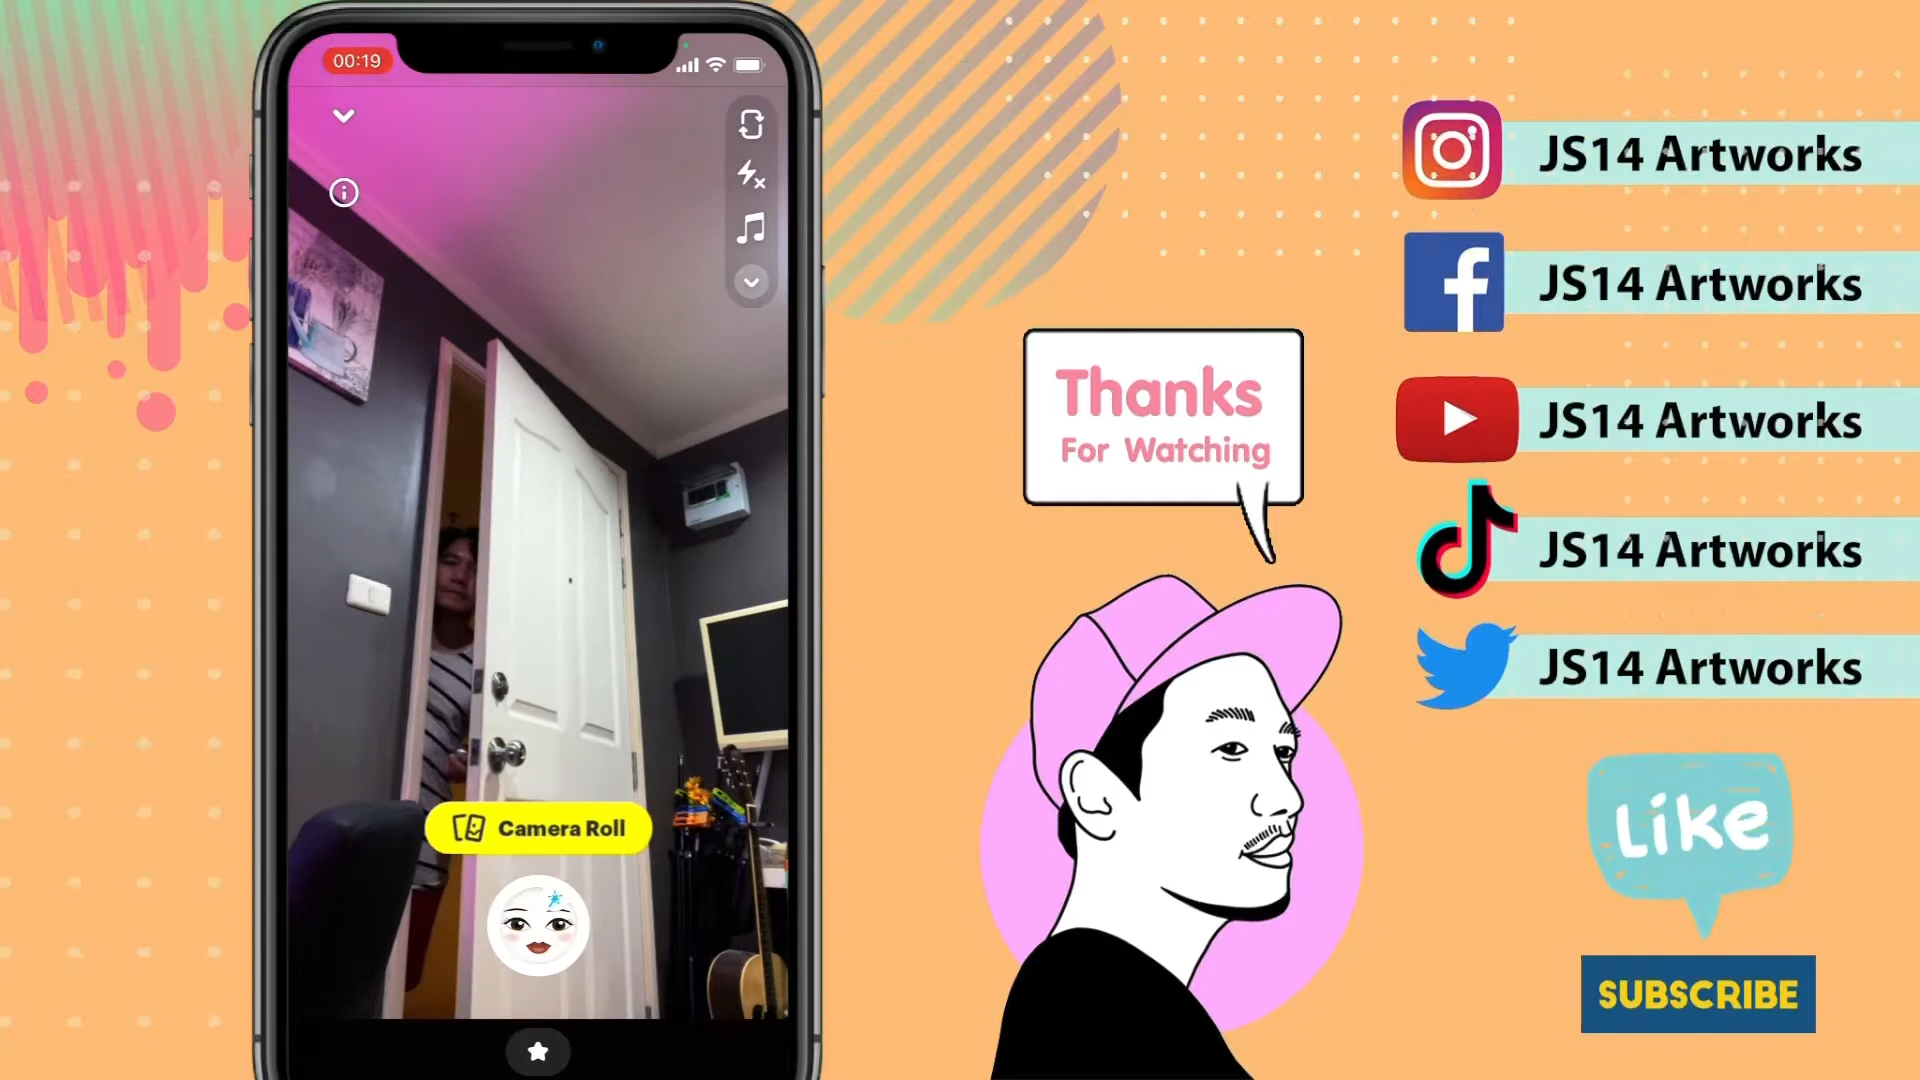 00:19
Camera Roll
Thanks
For Watching
JS14 Artworks
JS14 Artworks
JS14 Artworks
JS14 Artworks
JS14 Artworks
Like
SUBSCRIBE